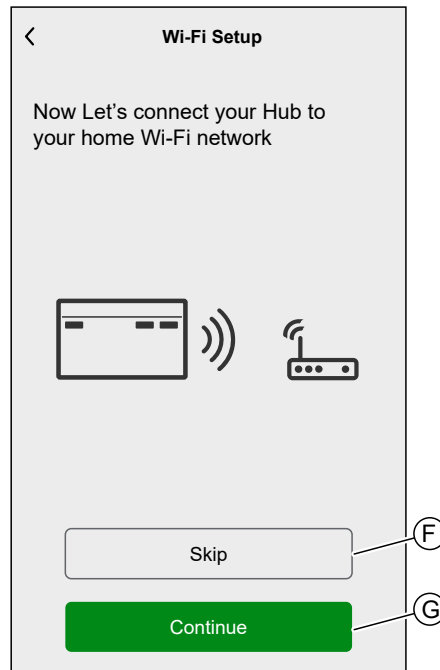 Wi-Fi Setup
Now Let's connect your Hub to
your home Wi-Fi network
Skip
F
Continue
G